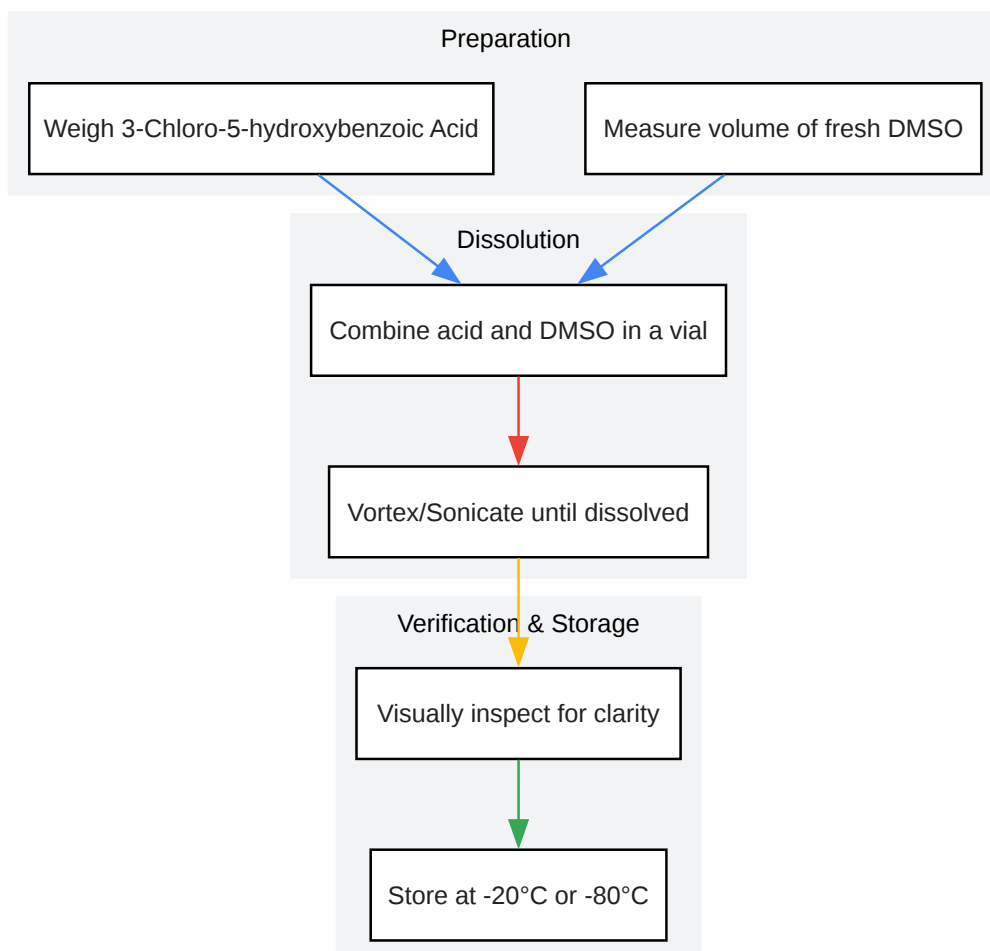 Preparation
Weigh 3-Chloro-5-hydroxybenzoic Acid
Measure volume of fresh DMSO
Dissolution
Combine acid and DMSO in a vial
Vortex/Sonicate until dissolved
Verification & Storage
Visually inspect for clarity
Store at -20°C or -80°C